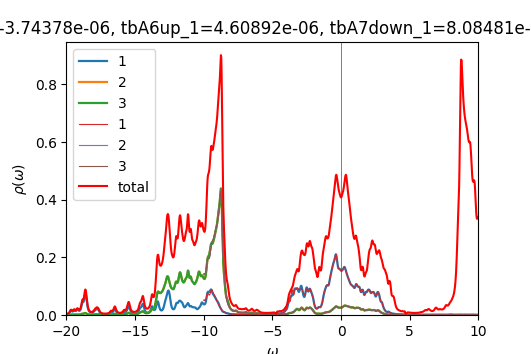 -3.74378e-06, tbA6up_1=4.60892e-06, tbA7down_1=8.08481e-
0.8
0.6
0.4
0.2
0.0
ρ(ω)
1
2
3
1
2
3
total
−20 −15 −10 −5 0 5 10
ω